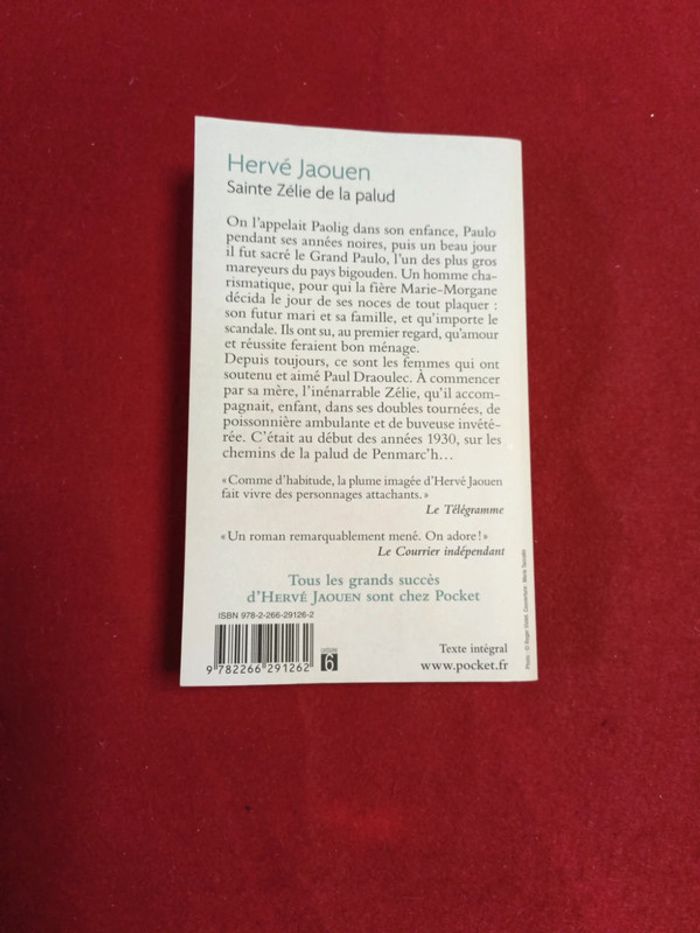 Hervé Jaouen
Sainte Zélie de la palud
On l'appelait Paolig dans son enfance, Paulo
pendant ses années noires, puis un beau jour
il fut sacré le Grand Paulo, l'un des plus gros
mareyeurs du pays bigouden. Un homme cha-
rismatique, pour qui la fière Marie-Morgane
décida le jour de ses noces de tout plaquer :
son futur mari et sa famille, et qu'importe le
scandale. Ils ont su, au premier regard, qu'amour
et réussite feraient bon ménage.
Depuis toujours, ce sont les femmes qui ont
soutenu et aimé Paul Draoulec. À commencer
par sa mère, l'inénarrable Zélie, qu'il accom-
pagnait, enfant, dans ses doubles tournées, de
poissonnière ambulante et de buveuse invété-
rée. C'était au début des années 1930, sur les
chemins de la palud de Penmarc'h…
« Comme d'habitude, la plume imagée d'Hervé Jaouen
fait vivre des personnages attachants. »
Le Télégramme
« Un roman remarquablement mené. On adore ! »
Le Courrier indépendant
Tous les grands succès
d'HERVÉ JAOUEN sont chez Pocket
ISBN 978-2-266-29126-2
9 782266 291262
catégorie
6
Texte intégral
www.pocket.fr
Photo : © Roger-Viollet. Couverture : Marie